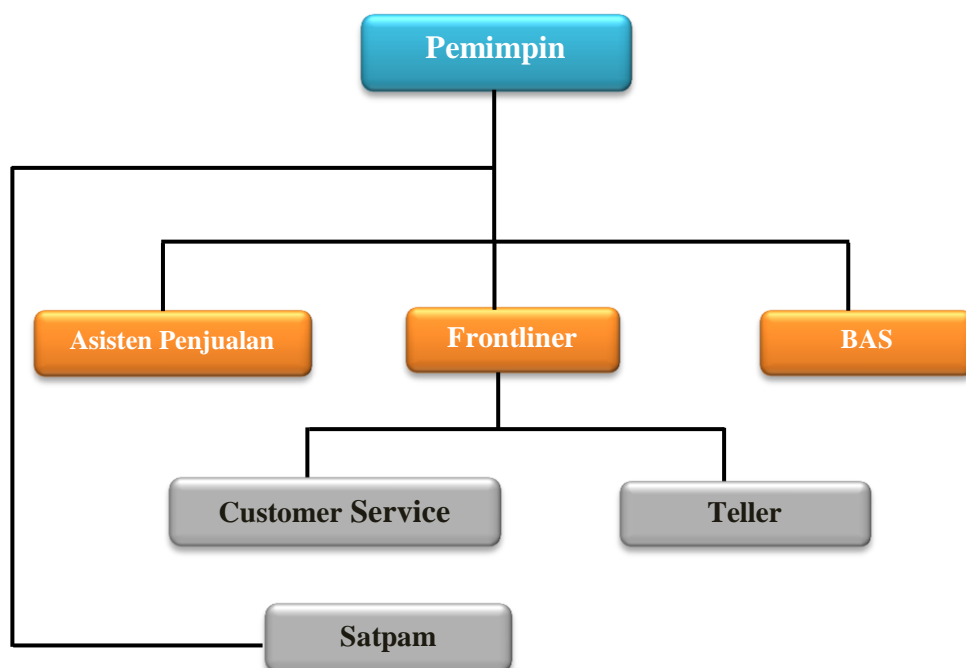 Pemimpin
Asisten Penjualan
Frontliner
BAS
Customer Service
Teller
Satpam